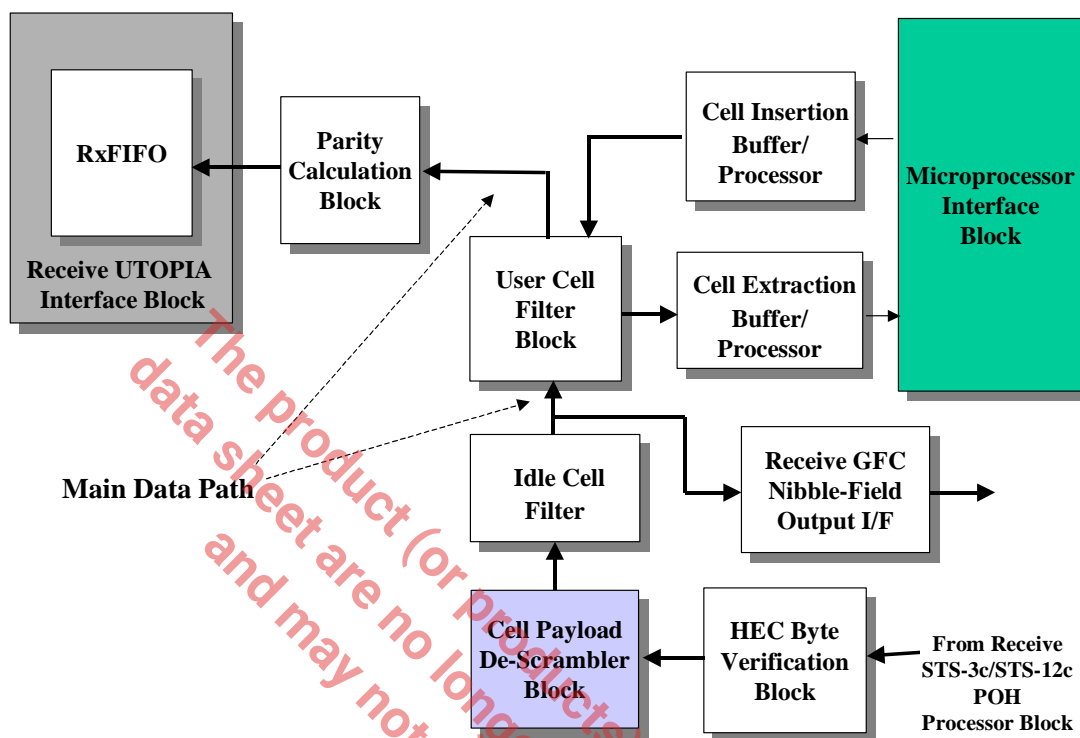 RxFIFO
Receive UTOPIA
Interface Block
Parity
Calculation
Block
Cell Insertion
Buffer/
Processor
Microprocessor
Interface
Block
User Cell
Filter
Block
Cell Extraction
Buffer/
Processor
Main Data Path
Idle Cell
Filter
Receive GFC
Nibble-Field
Output I/F
Cell Payload
De-Scrambler
Block
HEC Byte
Verification
Block
From Receive
STS-3c/STS-12c
POH
Processor Block
The product (or products)
data sheet are no longe
and may not